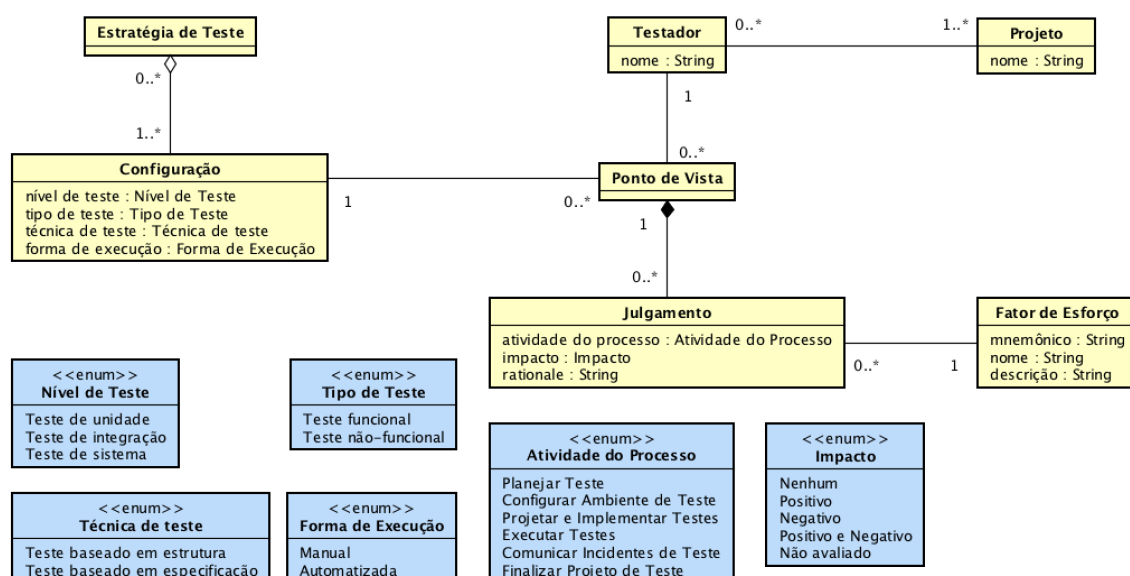 Estratégia de Teste
0..*
1..*
Testador
nome : String
0..*
1..*
Projeto
nome : String
1
0..*
Configuração
nível de teste : Nível de Teste
tipo de teste : Tipo de Teste
técnica de teste : Técnica de teste
forma de execução : Forma de Execução
1
0..*
Ponto de Vista
1
0..*
Julgamento
atividade do processo : Atividade do Processo
impacto : Impacto
rationale : String
0..*
1
Fator de Esforço
mnemônico : String
nome : String
descrição : String
<<enum>>
Nível de Teste
Teste de unidade
Teste de integração
Teste de sistema
<<enum>>
Tipo de Teste
Teste funcional
Teste não-funcional
<<enum>>
Técnica de teste
Teste baseado em estrutura
Teste baseado em especificação
<<enum>>
Forma de Execução
Manual
Automatizada
<<enum>>
Atividade do Processo
Planejar Teste
Configurar Ambiente de Teste
Projetar e Implementar Testes
Executar Testes
Comunicar Incidentes de Teste
Finalizar Projeto de Teste
<<enum>>
Impacto
Nenhum
Positivo
Negativo
Positivo e Negativo
Não avaliado